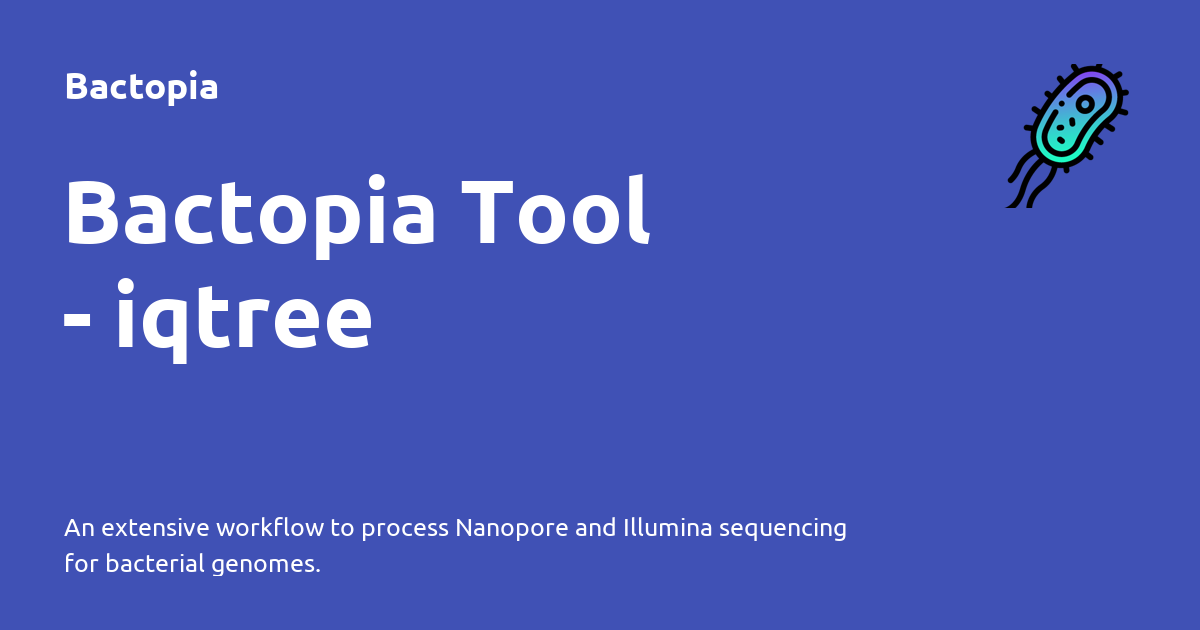 Bactopia
Bactopia Tool
- iqtree
An extensive workflow to process Nanopore and Illumina sequencing
for bacterial genomes.